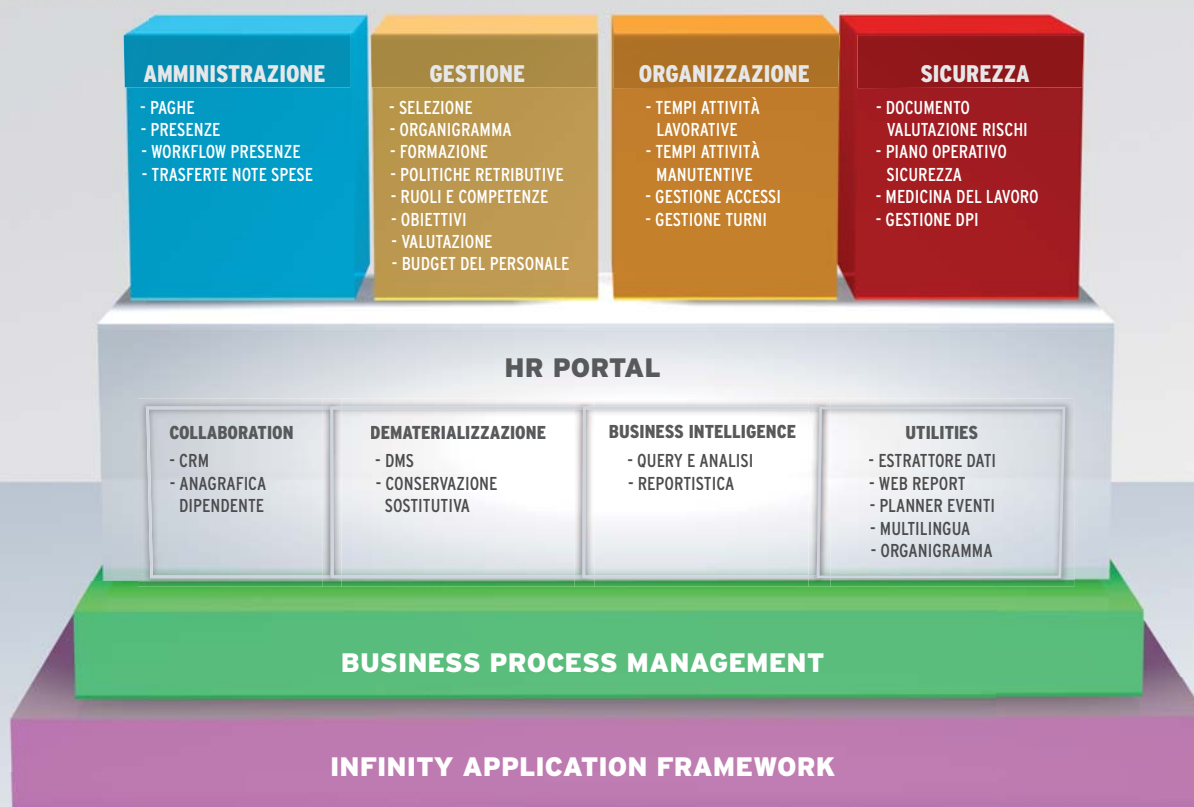 AMMINISTRAZIONE
- PAGHE
- PRESENZE
- WORKFLOW PRESENZE
- TRASFERTE NOTE SPESE
GESTIONE
- SELEZIONE
- ORGANIGRAMMA
- FORMAZIONE
- POLITICHE RETRIBUTIVE
- RUOLI E COMPETENZE
- OBIETTIVI
- VALUTAZIONE
- BUDGET DEL PERSONALE
ORGANIZZAZIONE
- TEMPI ATTIVITÀ
LAVORATIVE
- TEMPI ATTIVITÀ
MANUTENTIVE
- GESTIONE ACCESSI
- GESTIONE TURNI
SICUREZZA
- DOCUMENTO
VALUTAZIONE RISCHI
- PIANO OPERATIVO
SICUREZZA
- MEDICINA DEL LAVORO
- GESTIONE DPI
HR PORTAL
COLLABORATION
- CRM
- ANAGRAFICA
DIPENDENTE
DEMATERIALIZZAZIONE
- DMS
- CONSERVAZIONE
SOSTITUTIVA
BUSINESS INTELLIGENCE
- QUERY E ANALISI
- REPORTISTICA
UTILITIES
- ESTRATTORE DATI
- WEB REPORT
- PLANNER EVENTI
- MULTILINGUA
- ORGANIGRAMMA
BUSINESS PROCESS MANAGEMENT
INFINITY APPLICATION FRAMEWORK